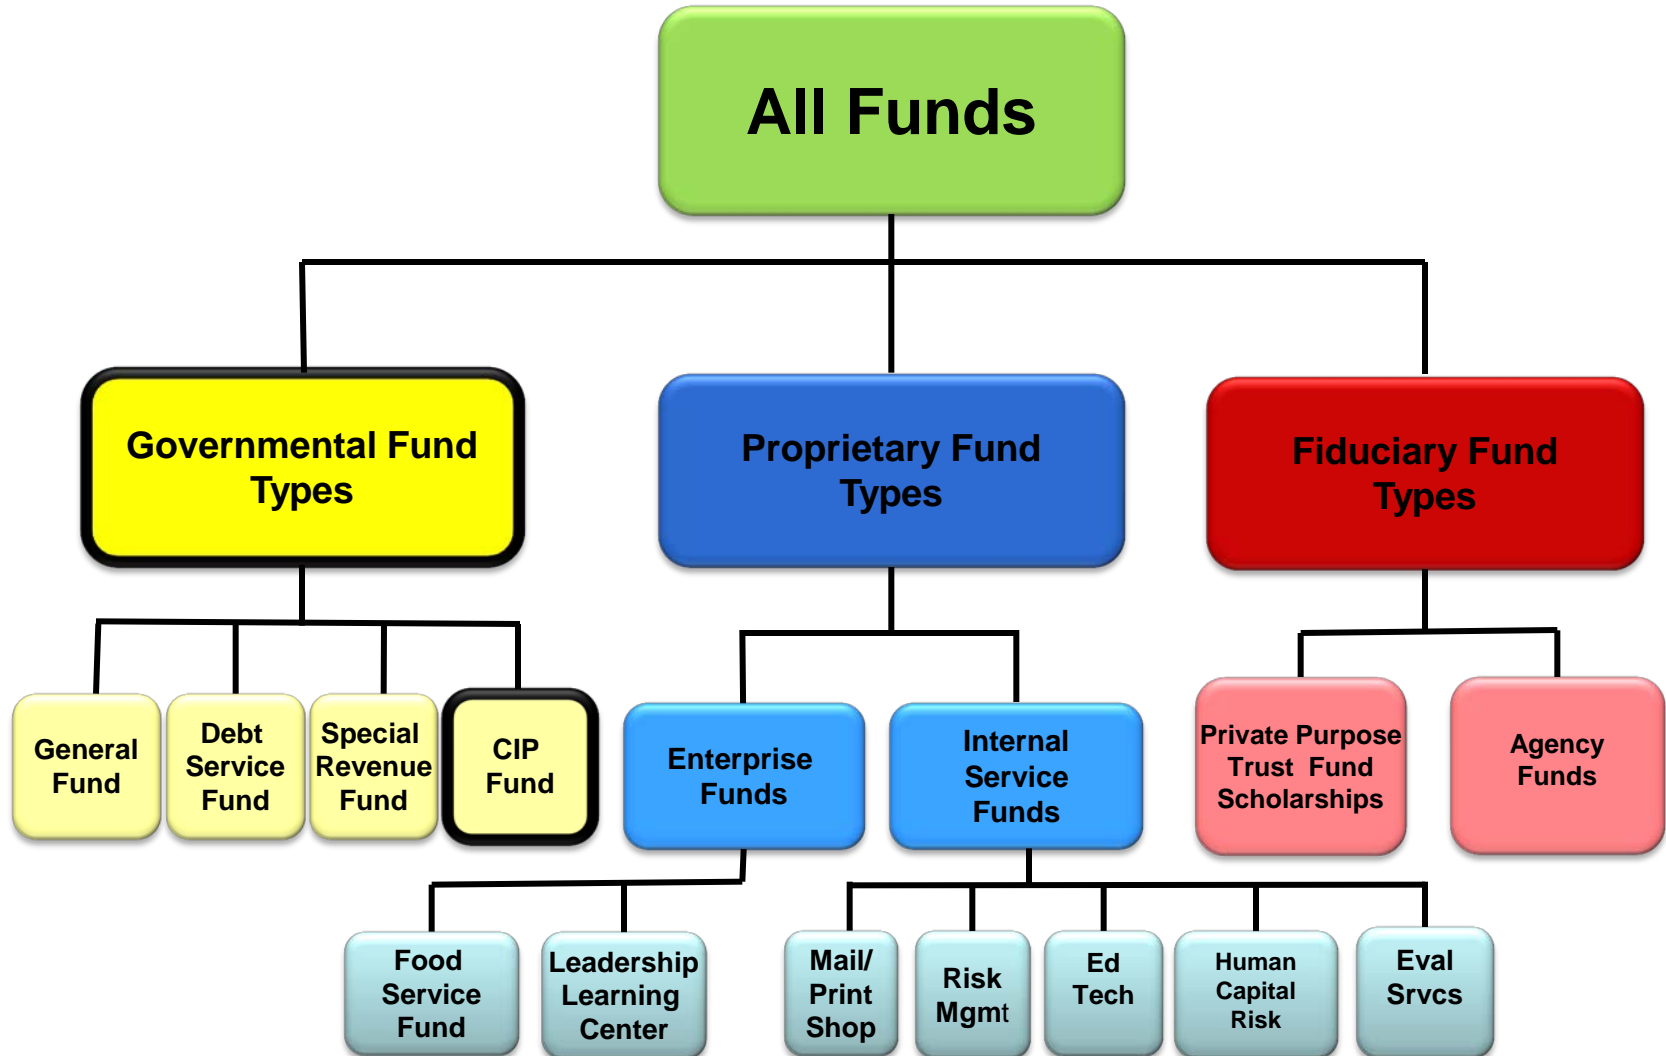 All Funds
Governmental Fund
Types
Proprietary Fund
Types
Fiduciary Fund
Types
General
Fund
Debt
Service
Fund
Special
Revenue
Fund
CIP
Fund
Enterprise
Funds
Internal
Service
Funds
Private Purpose
Trust Fund
Scholarships
Agency
Funds
Food
Service
Fund
Leadership
Learning
Center
Mail/
Print
Shop
Risk
Mgmt
Ed
Tech
Human
Capital
Risk
Eval
Srvcs